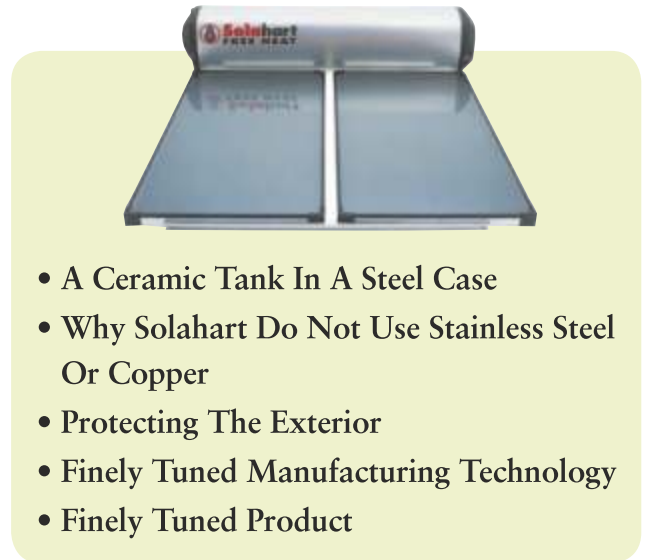 Solahart
FREE HEAT
• A Ceramic Tank In A Steel Case
• Why Solahart Do Not Use Stainless Steel
Or Copper
• Protecting The Exterior
• Finely Tuned Manufacturing Technology
• Finely Tuned Product